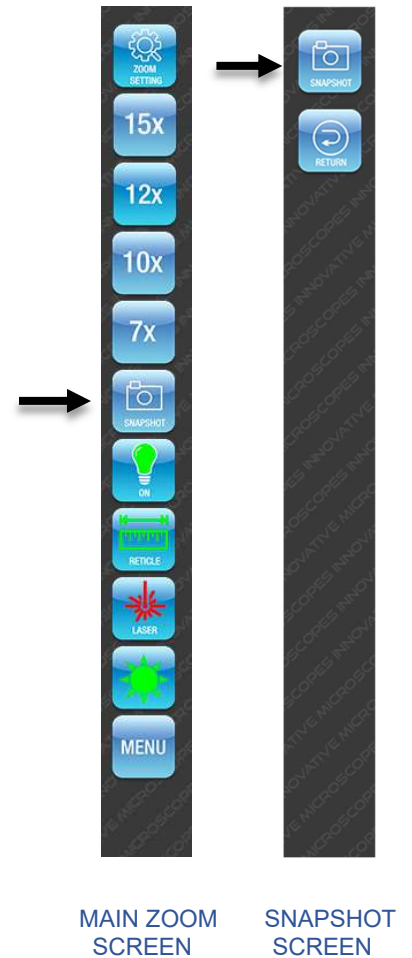 ZOOM
SETTING
15x
12x
10x
7x
SNAPSHOT
ON
RETICLE
LASER
MENU
MAIN ZOOM
SCREEN
SNAPSHOT
RETURN
SNAPSHOT
SCREEN